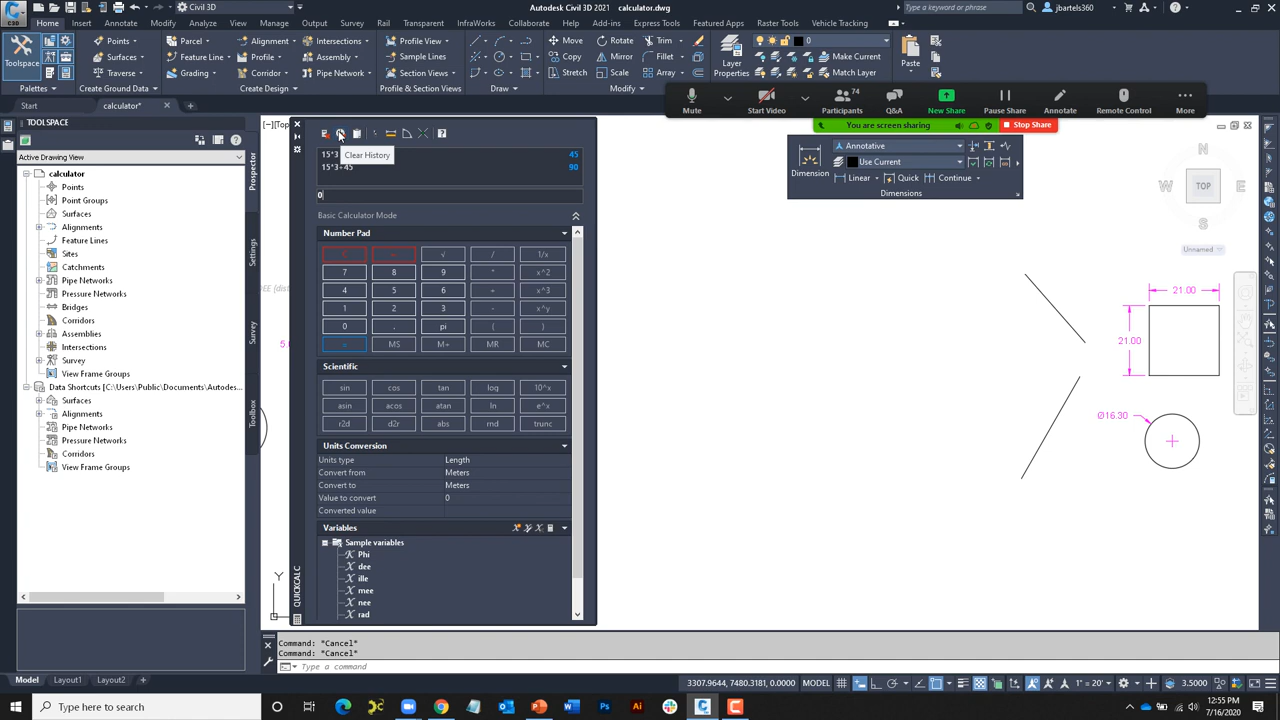 Civil 3D
Share
Autodesk Civil 3D 2021 calculator.dwg
Type a keyword or phrase
jbartels360
Home Insert Annotate Modify Analyze View Manage Output Survey Rail Transparent InfraWorks Collaborate Help Add-ins Express Tools Featured Apps Raster Tools Vehicle Tracking
Toolspace
Points
Surfaces
Traverse
Parcel
Feature Line
Grading
Alignment
Profile
Corridor
Intersections
Assembly
Pipe Network
Profile View
Sample Lines
Section Views
Move
Copy
Stretch
Rotate
Mirror
Scale
Trim
Fillet
Array
Layer
Properties
0
Make Current
Match Layer
Paste
Palettes Create Ground Data Create Design Profile & Section Views Draw Modify
Mute Start Video Participants 74 Q&A New Share Pause Share Annotate Remote Control More
You are screen sharing Stop Share
Start calculator*
TOOLSPACE
Active Drawing View
calculator
Points
Point Groups
Surfaces
Alignments
Feature Lines
Sites
Catchments
Pipe Networks
Pressure Networks
Bridges
Corridors
Assemblies
Intersections
Survey
View Frame Groups
Data Shortcuts [C:\Users\Public\Documents\Autodes...
Surfaces
Alignments
Pipe Networks
Pressure Networks
Corridors
View Frame Groups
Prospector
Settings
Survey
Toolbox
[−][Top
Clear History
15*3 45
15*3+45 90
0
Basic Calculator Mode
Number Pad
C √ / 1/x
7 8 9 * x^2
4 5 6 + x^3
1 2 3 - x^y
0 . pi ( )
= MS M+ MR MC
Scientific
sin cos tan log 10^x
asin acos atan ln e^x
r2d d2r abs rnd trunc
Units Conversion
Units type Length
Convert from Meters
Convert to Meters
Value to convert 0
Converted value
Variables
Sample variables
Phi
dee
ille
mee
nee
rad
QUICKCALC
Annotative
Use Current
Dimension
Linear Quick Continue
Dimensions
N
W TOP E
S
Unnamed
21.00
21.00
Ø16.30
Y
Command: *Cancel*
Command: *Cancel*
Type a command
Model Layout1 Layout2
3307.9644, 7480.3181, 0.0000 MODEL
1" = 20'
3.5000
Type here to search
12:55 PM
7/16/2020